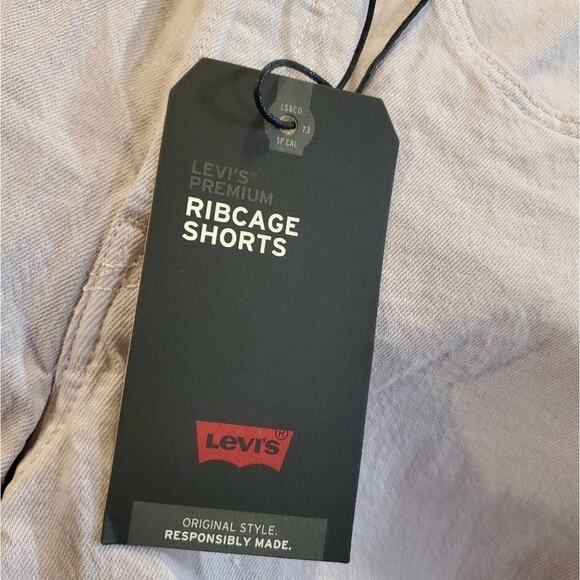 LS&CO.
73
SF CAL
LEVI'S®
PREMIUM
RIBCAGE
SHORTS
Levi's®
ORIGINAL STYLE.
RESPONSIBLY MADE.